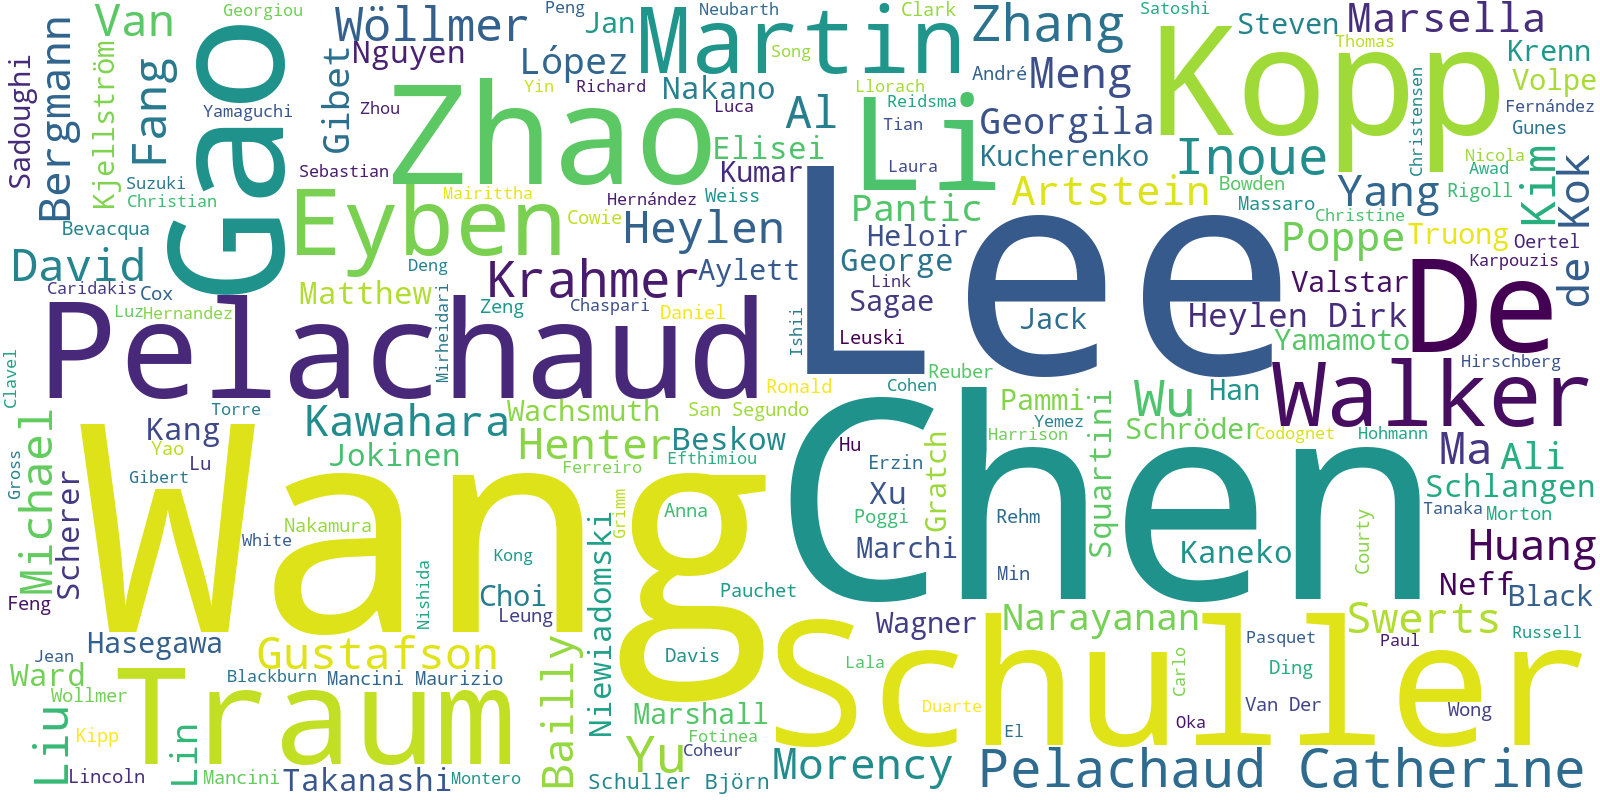 Georgiou
Van
Wöllmer
Peng
Jan
Neubarth
Martin
Clark
Zhang
Satoshi
Steven
Marsella
Sadoughi
Bergmann
Kjellström
Fang
Gao
Gibet
Nguyen
López
Song
Kopp
Thomas
Krenn
Volpe
Yamaguchi
Zhou
Zhao
Yin
Richard
Nakano
Luca
Llorach
André
Meng
Christensen
Fernández
Gunes
Al
Li
Reidsma
Tian
Georgila
Elisei
Laura
Kucherenko
Inoue
Nicola
Awad
Kim
Kok
Suzuki
Christian
Sebastian
Mairittha
Hernández
Kumar
Weiss
Pantic
Artstein
Bowden
Massaro
Yang
Rigoll
Bevacqua
Eyben
Cowie
Heylen
Lee
Heloir
Christine
Poppe
Truong
Oertel
David
Deng
Krahmer
Aylett
George
Link
Karpouzis
Caridakis
Cox
Matthew
Zeng
Chaspari
Daniel
Sagae
Valstar
De
de
Luz
Hernandez
Pelachaud
Mirheidari
Ishii
Leuski
Jack
Heylen Dirk
Yamamoto
Hirschberg
Clavel
Ronald
Cohen
Reuber
Han
Walker
Torre
Kawahara
Wachsmuth
San Segundo
Pammi
Yemez
Wu
Michael
Kang
Yao
Lu
Jokinen
Henter
Beskow
Chen
Hu
Harrison
Schröder
Codognet
Hohmann
Ma
Ali
Gross
Gibert
Wang
Ferreiro
Efthimiou
Erzin
Xu
Gratch
Squartini
Schlangen
Scherer
Nakamura
White
Grimm
Anna
Poggi
Rehm
Tanaka
Morton
Kong
Marchi
Kaneko
Courty
Huang
Feng
Nishida
Choi
Leung
Niewiadomski
Pauchet
Min
Neff
Black
Hasegawa
Gustafson
Wagner
Narayanan
Swerts
Jean
Davis
Lala
Schuller
Pasquet
Paul
Russell
Ward
Wollmer
Blackburn
Mancini Maurizio
Bailly
Carlo
Ding
Liu
Kipp
Traum
Marshall
Duarte
Van Der
Wong
Lin
Fotinea
Oka
El
Lincoln
Mancini
Takanashi
Montero
Yu
Coheur
Schuller Björn
Morency
Pelachaud Catherine